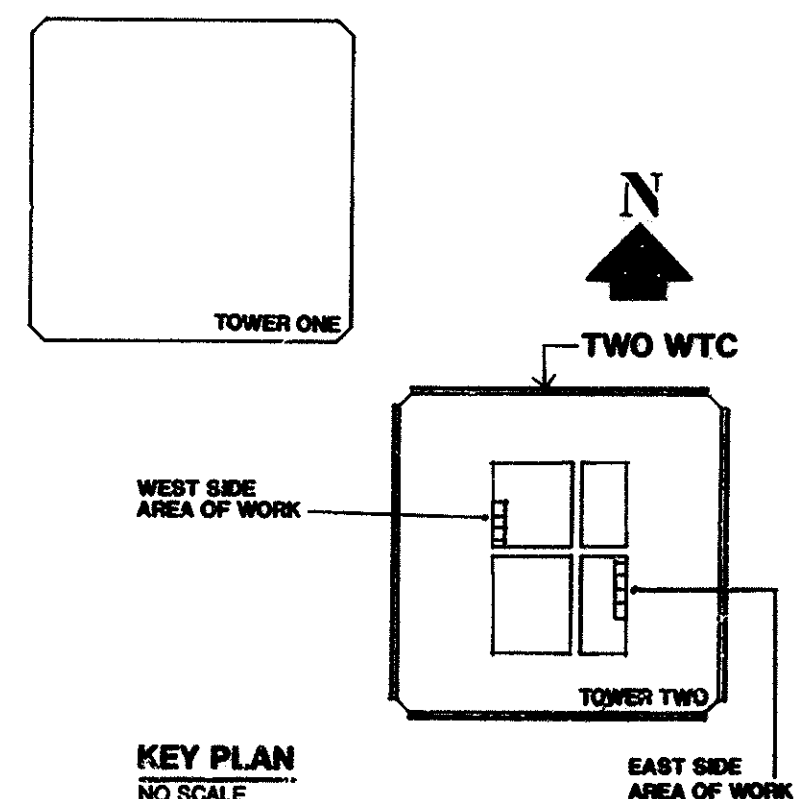 N
TOWER ONE
TWO WTC
WEST SIDE
AREA OF WORK
TOWER TWO
KEY PLAN
NO SCALE
EAST SIDE
AREA OF WORK